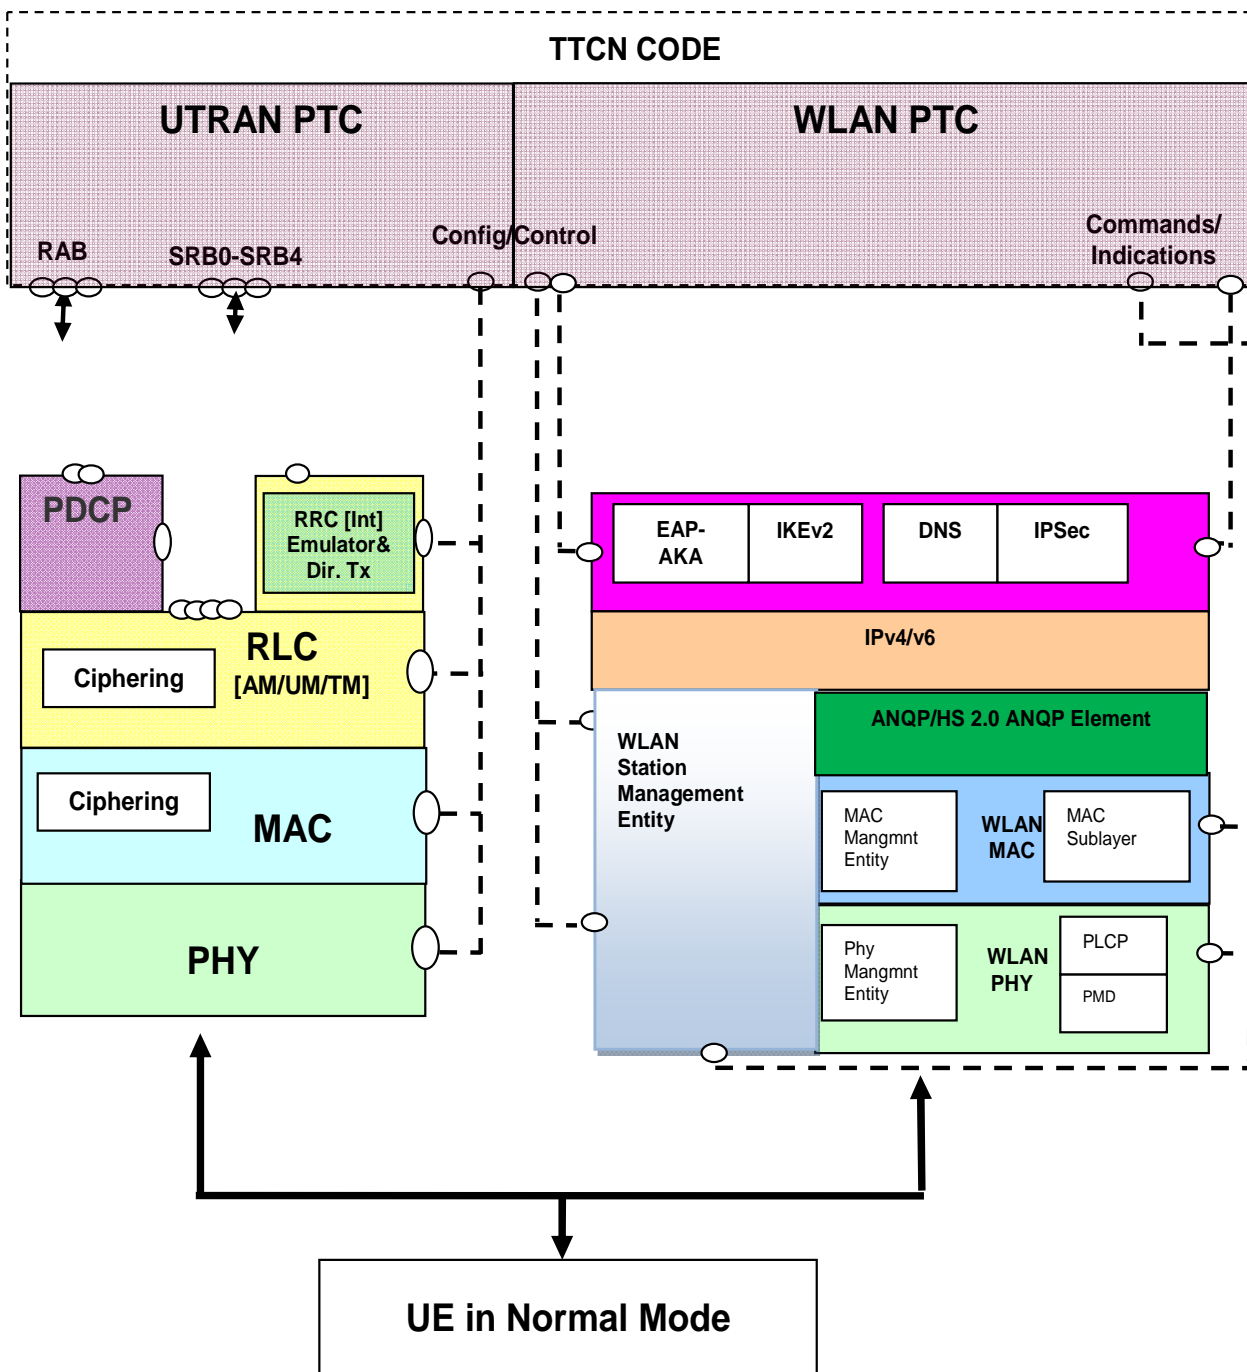 TTCN CODE
UTRAN PTC
WLAN PTC
RAB
SRB0-SRB4
Config/Control
Commands/
Indications
PDCP
RRC [Int]
Emulator&
Dir. Tx
RLC
[AM/UM/TM]
Ciphering
Ciphering
MAC
PHY
EAP-
AKA
IKEv2
DNS
IPSec
IPv4/v6
WLAN
Station
Management
Entity
ANQP/HS 2.0 ANQP Element
MAC
Mangmnt
Entity
WLAN
MAC
MAC
Sublayer
Phy
Mangmnt
Entity
WLAN
PHY
PLCP
PMD
UE in Normal Mode